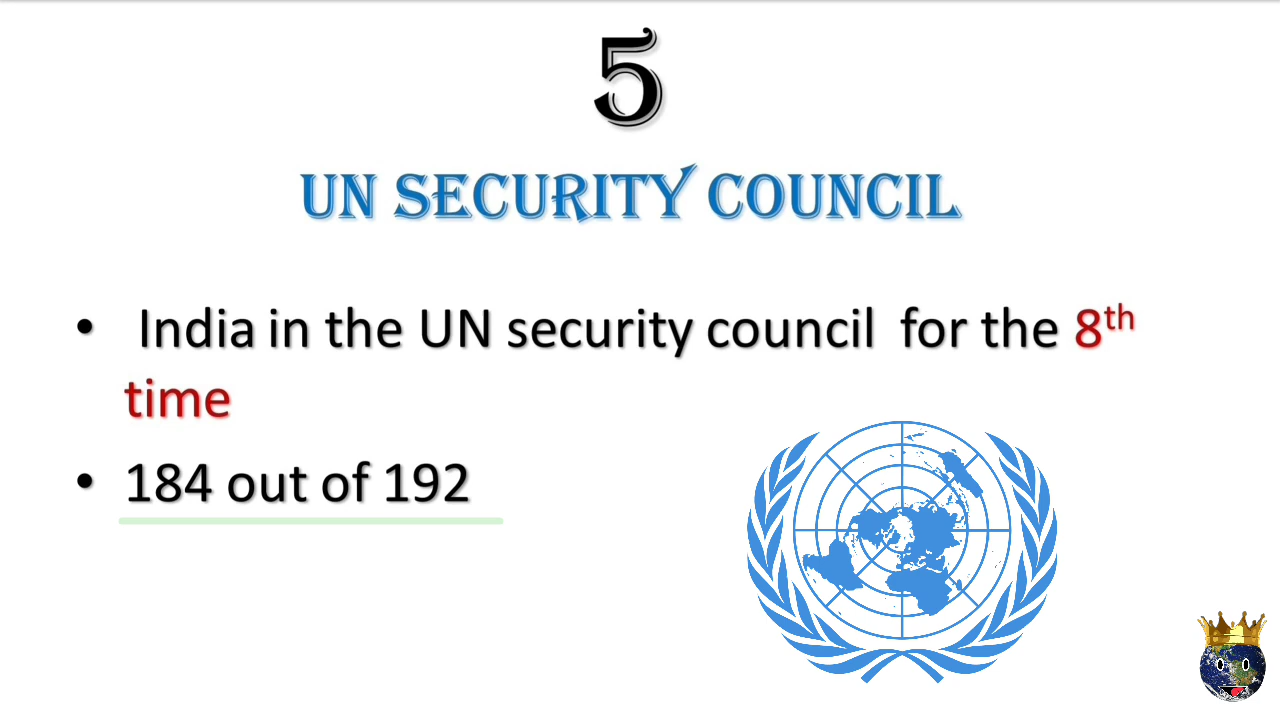 5
UN SECURITY COUNCIL
• India in the UN security council for the 8th
time
• 184 out of 192